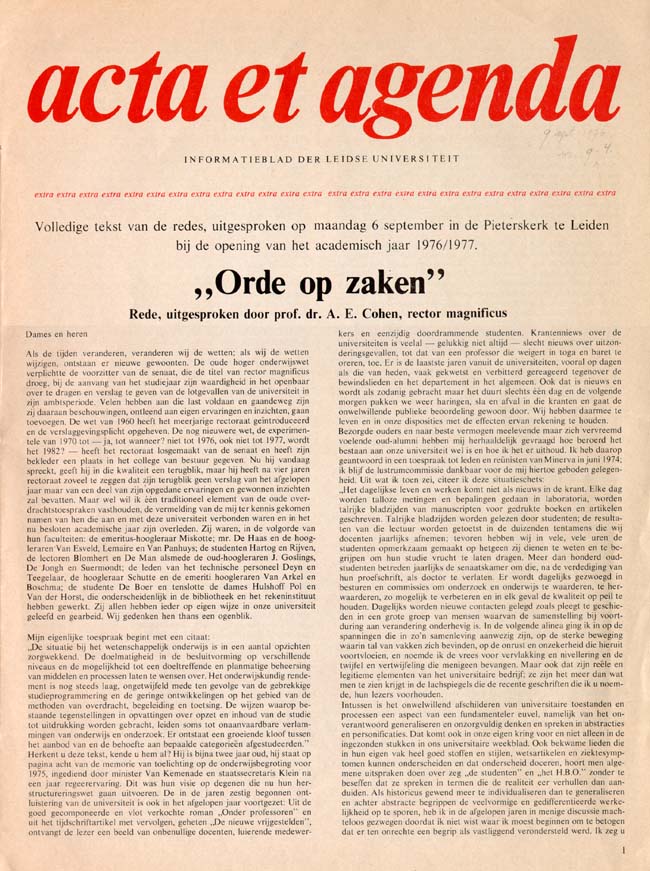 acta et agenda
9 sept 1976
9-4.
INFORMATIEBLAD DER LEIDSE UNIVERSITEIT
extra extra extra extra extra extra extra extra extra extra extra extra extra extra extra extra extra extra extra extra extra extra extra extra extra extra
Volledige tekst van de redes, uitgesproken op maandag 6 september in de Pieterskerk te Leiden
bij de opening van het academisch jaar 1976/1977.
„Orde op zaken”
Rede, uitgesproken door prof. dr. A. E. Cohen, rector magnificus
Dames en heren
Als de tijden veranderen, veranderen wij de wetten; als wij de wetten
wijzigen, ontstaan er nieuwe gewoonten. De oude hoger onderwijswet
verplichtte de voorzitter van de senaat, die de titel van rector magnificus
droeg, bij de aanvang van het studiejaar zijn waardigheid in het openbaar
over te dragen en verslag te geven van de lotgevallen van de universiteit in
zijn ambtsperiode. Velen hebben aan die last voldaan en gaandeweg zijn
zij daaraan beschouwingen, ontleend aan eigen ervaringen en inzichten, gaan
toevoegen. De wet van 1960 heeft het meerjarige rectoraat geïntroduceerd
en de verslaggevingsplicht opgeheven. De nog nieuwere wet, de experimen-
tele van 1970 tot — ja, tot wanneer? niet tot 1976, ook niet tot 1977, wordt
het 1982? — heeft het rectoraat losgemaakt van de senaat en heeft zijn
bekleder een plaats in het college van bestuur gegeven. Nu hij vandaag
spreekt, geeft hij in die kwaliteit een terugblik, maar hij heeft na vier jaren
rectoraat zoveel te zeggen dat zijn terugblik geen verslag van het afgelopen
jaar maar van een deel van zijn opgedane ervaringen en gewonnen inzichten
zal bevatten. Maar wel wil ik één traditioneel element van de oude over-
drachtstoespraken vasthouden, de vermelding van de mij ter kennis gekomen
namen van hen die aan en met deze universiteit verbonden waren en in het
nu besloten academische jaar zijn overleden. Zij waren, in de volgorde van
hun faculteiten: de emeritus-hoogleraar Miskotte; mr. De Haas en de hoog-
leraren Van Esveld, Lemaire en Van Panhuys; de studenten Hartog en Rijven,
de lectoren Blomhert en De Man alsmede de oud-hoogleraren J. Goslings,
De Jongh en Suermondt; de leden van het technische personeel Deyn en
Teegelaar, de hoogleraar Schutte en de emeriti hoogleraren Van Arkel en
Boschma; de studente De Boer en tenslotte de dames Hulshoff Pol en
Van der Horst, die onderscheidenlijk in de bibliotheek en het rekeninstituut
hebben gewerkt. Zij allen hebben ieder op eigen wijze in onze universiteit
geleefd en gearbeid. Wij gedenken hen thans een ogenblik.
Mijn eigenlijke toespraak begint met een citaat:
„De situatie bij het wetenschappelijk onderwijs is in een aantal opzichten
zorgwekkend. De doelmatigheid in de besluitvorming op verschillende
niveaus en de mogelijkheid tot een doeltreffende en planmatige beheersing
van middelen en processen laten te wensen over. Het onderwijskundig rende-
ment is nog steeds laag, ongetwijfeld mede ten gevolge van de gebrekkige
studieprogrammering en de geringe ontwikkelingen op het gebied van de
methoden van overdracht, begeleiding en toetsing. De wijzen waarop be-
staande tegenstellingen in opvattingen over opzet en inhoud van de studie
tot uitdrukking worden gebracht, leiden soms tot onaanvaardbare verlam-
mingen van onderwijs en onderzoek. Er ontstaat een groeiende kloof tussen
het aanbod van en de behoefte aan bepaalde categorieën afgestudeerden.”
Herkent u deze tekst, kende u hem al? Hij is bijna twee jaar oud, hij staat op
pagina acht van de memorie van toelichting op de onderwijsbegroting voor
1975, ingediend door minister Van Kemenade en staatssecretaris Klein na
een jaar regeerervaring. Dit was hun visie op degenen die nu hun her-
structureringswet gaan uitvoeren. De in de jaren zestig begonnen ont-
luistering van de universiteit is ook in het afgelopen jaar voortgezet: Uit de
goed gecomponeerde en vlot verkochte roman „Onder professoren” en
uit het tijdschriftartikel met vervolgen, geheten „De nieuwe vrijgestelden”,
ontvangt de lezer een beeld van onbenullige docenten, luierende medewer-
kers en eenzijdig doordrammende studenten. Krantennieuws over de
universiteiten is veelal — gelukkig niet altijd — slecht nieuws over uitzon-
deringsgevallen, tot dat van een professor die weigert in toga en baret te
oreren, toe. Er is de laatste jaren vanuit de universiteiten, vooral op dagen
als die van heden, vaak gekwetst en verbitterd gereageerd tegenover de
bewindslieden en het departement in het algemeen. Ook dat is nieuws en
wordt als zodanig gebracht maar het duurt slechts één dag en de volgende
morgen pakken we weer haringen, sla en afval in die kranten en gaat de
onwelwillende publieke beoordeling gewoon door. Wij hebben daarmee te
leven en in onze disposities met de effecten ervan rekening te houden.
Bezorgde ouders en naar beste vermogen meelevende maar zich vervreemd
voelende oud-alumni hebben mij herhaaldelijk gevraagd hoe beroerd het
bestaan aan onze universiteit wel is en hoe ik het er uithoud. Ik heb daarop
geantwoord in een toespraak tot leden en reünisten van Minerva in juni 1974,
ik blijf de lustrumcommissie dankbaar voor de mij hiertoe geboden gelegen-
heid. Uit wat ik toen zei, citeer ik deze situatieschets:
„Het dagelijkse leven en werken komt niet als nieuws in de krant. Elke dag
worden talloze metingen en bepalingen gedaan in laboratoria, worden
talrijke bladzijden van manuscripten voor gedrukte boeken en artikelen
geschreven. Talrijke bladzijden worden gelezen door studenten; de resulta-
ten van die lectuur worden getoetst in de duizenden tentamens die wij
docenten jaarlijks afnemen; tevoren hebben wij in vele, vele uren de
studenten opmerkzaam gemaakt op hetgeen zij dienen te weten en te be-
grijpen om hun studie vrucht te laten dragen. Meer dan honderd oud-
studenten betreden jaarlijks de senaatskamer om die, na de verdediging van
hun proefschrift, als doctor te verlaten. Er wordt dagelijks gezwoegd in
besturen en commissies om onderzoek en onderwijs te waarderen, te her-
waarderen, zo mogelijk te verbeteren en in elk geval de kwaliteit op peil te
houden. Dagelijks worden nieuwe contacten gelegd zoals pleegt te geschie-
den in een grote groep van mensen waarvan de samenstelling bij voort-
during aan verandering onderhevig is. In de volgende alinea ging ik in op de
spanningen die in zo'n samenleving aanwezig zijn, op de sterke beweging
waarin tal van vakken zich bevinden, op de onrust en onzekerheid die hieruit
voortvloeien, en noemde ik de vrees voor vervlakking en nivellering en de
twijfel en vertwijfeling die menigeen bevangen. Maar ook dat zijn reële en
legitieme elementen van het universitaire bedrijf; ze zijn het meer dan wat
men te zien krijgt in de lachspiegels die de recente geschriften die ik u noem-
de, hun lezers voorhouden.
Intussen is het onwelwillend afschilderen van universitaire toestanden en
processen een aspect van een fundamenteler euvel, namelijk van het on-
verantwoord generaliseren en onzorgvuldig denken en spreken in abstracties
en personificaties. Dat komt ook in onze eigen kring voor en niet alleen in de
ingezonden stukken in ons universitaire weekblad. Ook bekwame lieden die
in hun eigen vak heel goed stoffen en stijlen, wetsartikelen en ziektesymp-
tomen kunnen onderscheiden en dat onderscheid doceren, hoort men alge-
mene uitspraken doen over zeg „de studenten” en „het H.B.O.” zonder te
beseffen dat ze spreken in termen die de realiteit eer verhullen dan aan-
duiden. Als historicus gewend meer te individualiseren dan te generaliseren
en achter abstracte begrippen de veelvormige en gedifferentieerde werke-
lijkheid op te sporen, heb ik in de afgelopen jaren in menige discussie mach-
teloos gezwegen doordat ik niet wist waar ik moest beginnen om te betogen
dat er ten onrechte een begrip als vastliggend verondersteld werd. Ik zeg u
1